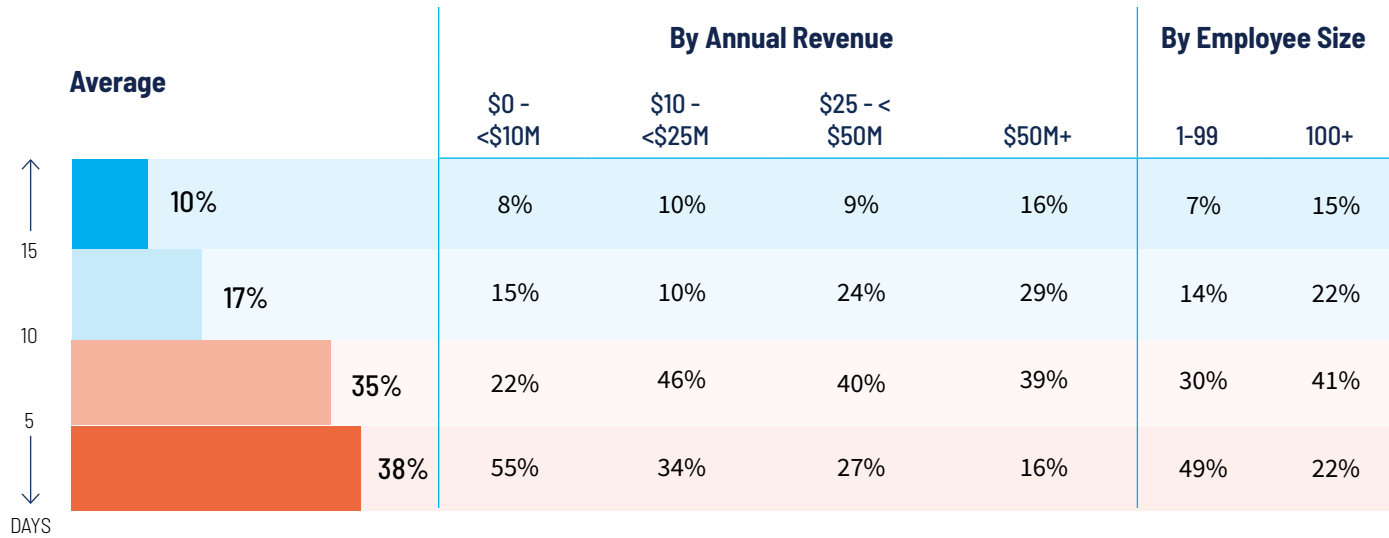 By Annual Revenue
By Employee Size
Average
$0 -
<$10M
$10 -
<$25M
$25 - <
$50M
$50M+
1-99
100+
10% 8% 10% 9% 16% 7% 15%
15
17% 15% 10% 24% 29% 14% 22%
10
35% 22% 46% 40% 39% 30% 41%
5
38% 55% 34% 27% 16% 49% 22%
DAYS